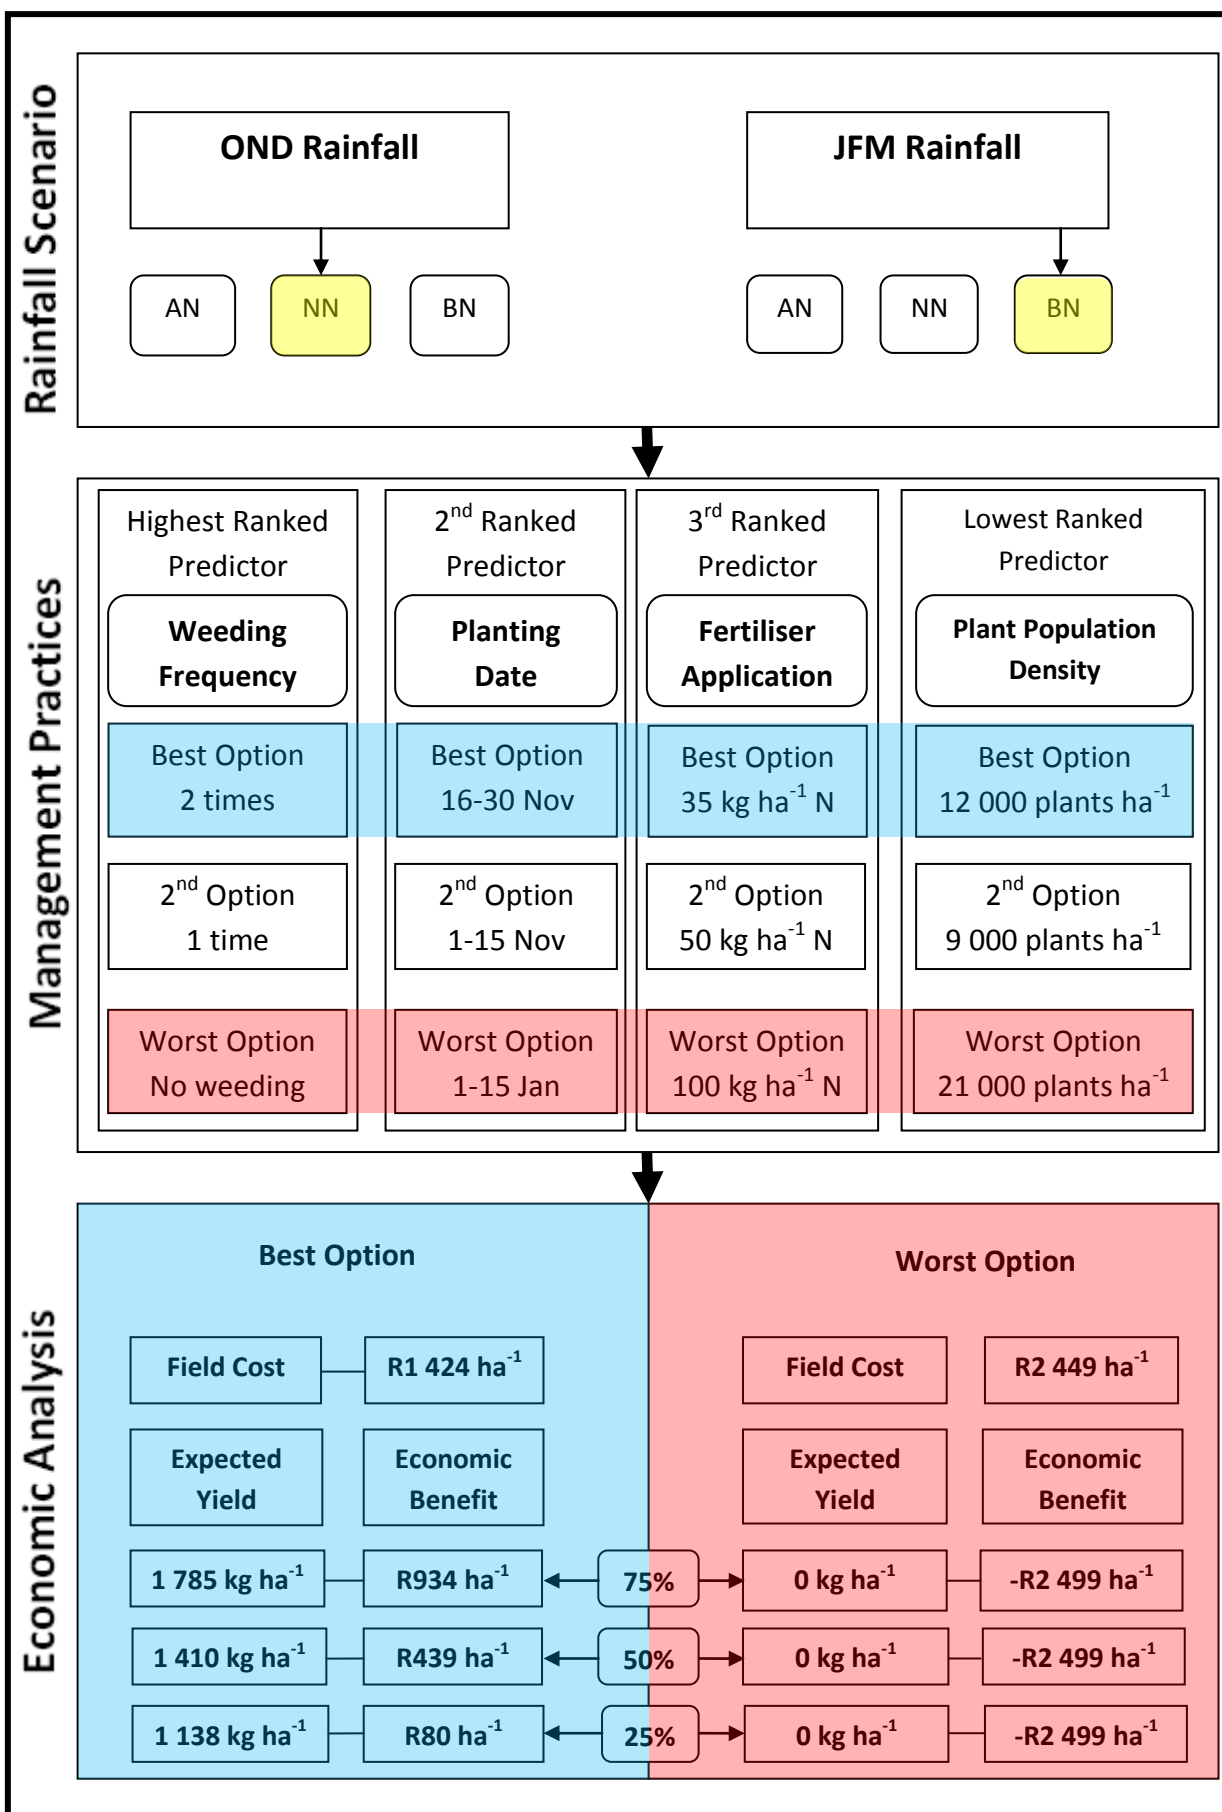 Rainfall Scenario
OND Rainfall
JFM Rainfall
AN
NN
BN
AN
NN
BN
Management Practices
Highest Ranked
Predictor
Weeding
Frequency
Best Option
2 times
2nd Option
1 time
Worst Option
No weeding
2nd Ranked
Predictor
Planting
Date
Best Option
16-30 Nov
2nd Option
1-15 Nov
Worst Option
1-15 Jan
3rd Ranked
Predictor
Fertiliser
Application
Best Option
35 kg ha-1 N
2nd Option
50 kg ha-1 N
Worst Option
100 kg ha-1 N
Lowest Ranked
Predictor
Plant Population
Density
Best Option
12 000 plants ha-1
2nd Option
9 000 plants ha-1
Worst Option
21 000 plants ha-1
Economic Analysis
Best Option
Field Cost
R1 424 ha-1
Expected
Yield
Economic
Benefit
1 785 kg ha-1
R934 ha-1
75%
1 410 kg ha-1
R439 ha-1
50%
1 138 kg ha-1
R80 ha-1
25%
Worst Option
Field Cost
R2 449 ha-1
Expected
Yield
Economic
Benefit
0 kg ha-1
-R2 499 ha-1
0 kg ha-1
-R2 499 ha-1
0 kg ha-1
-R2 499 ha-1